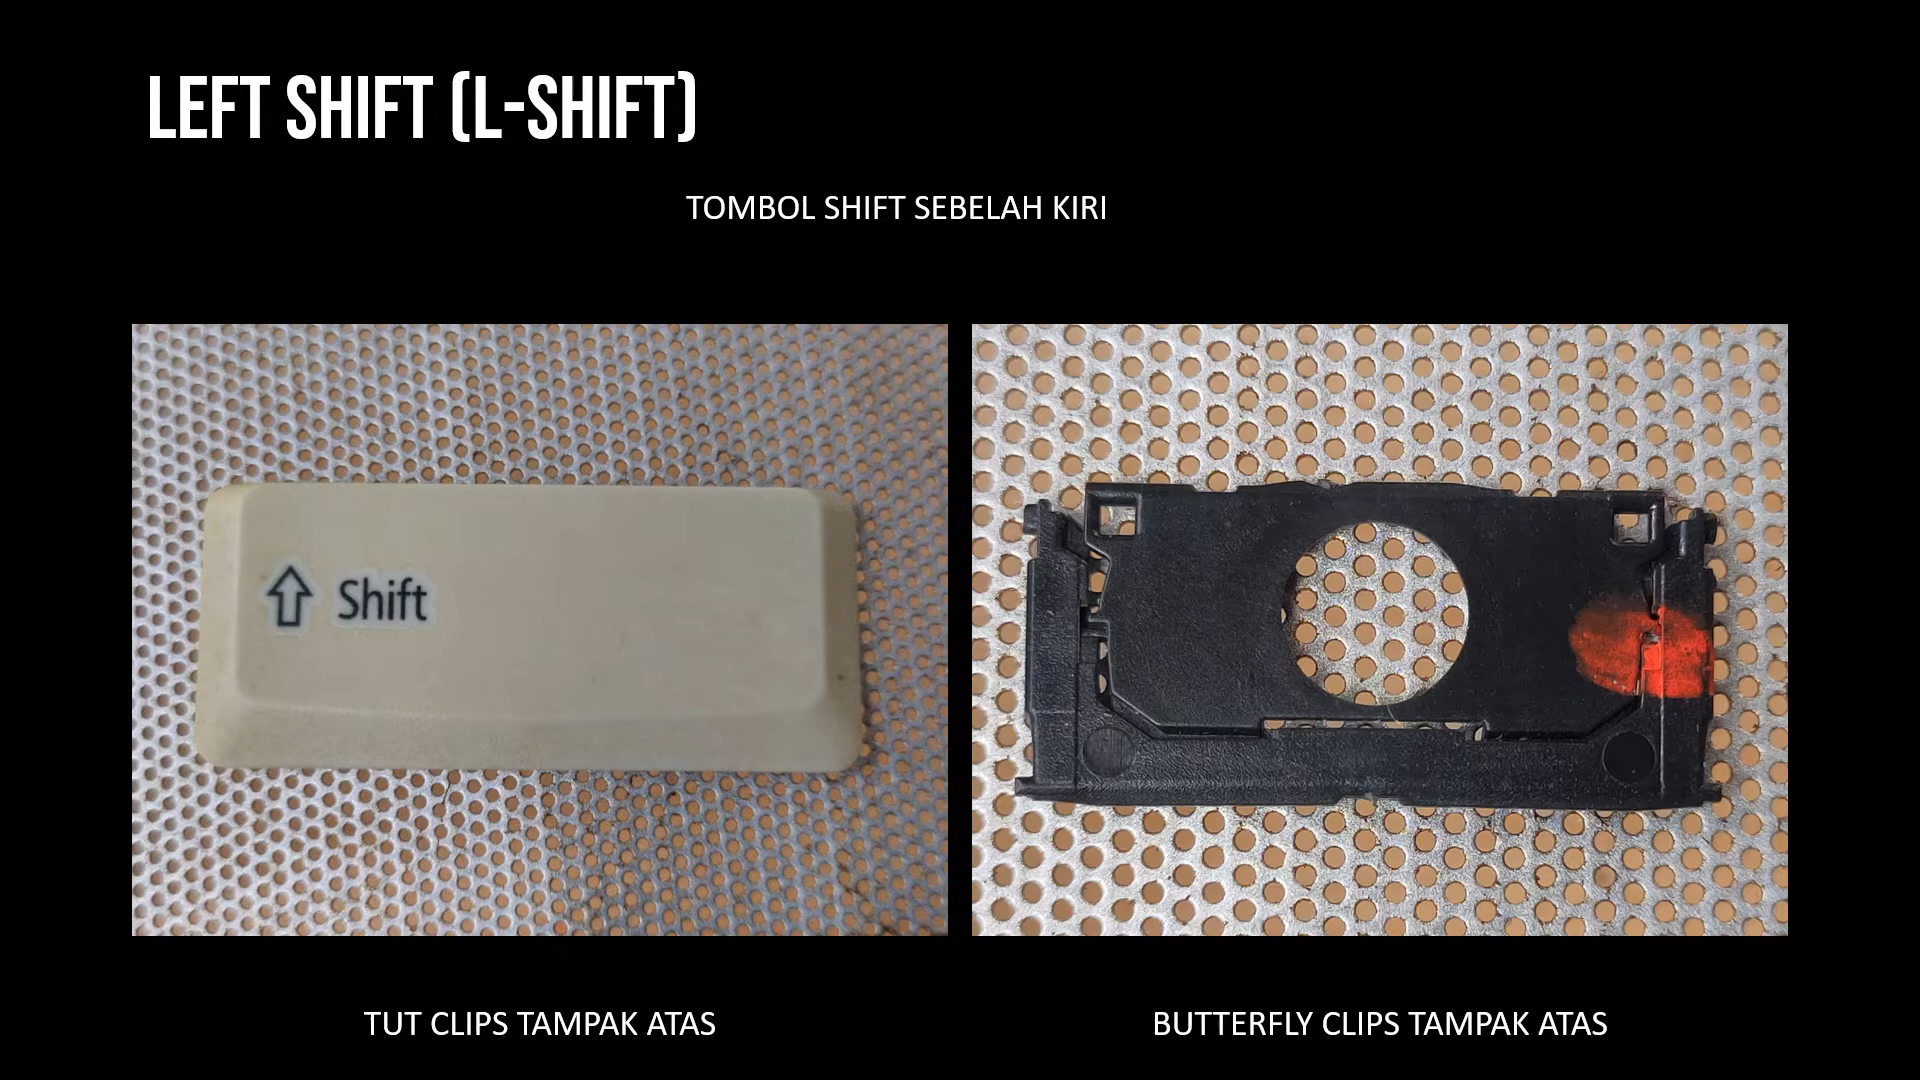 LEFT SHIFT (L-SHIFT)
TOMBOL SHIFT SEBELAH KIRI
Shift
TUT CLIPS TAMPAK ATAS
BUTTERFLY CLIPS TAMPAK ATAS